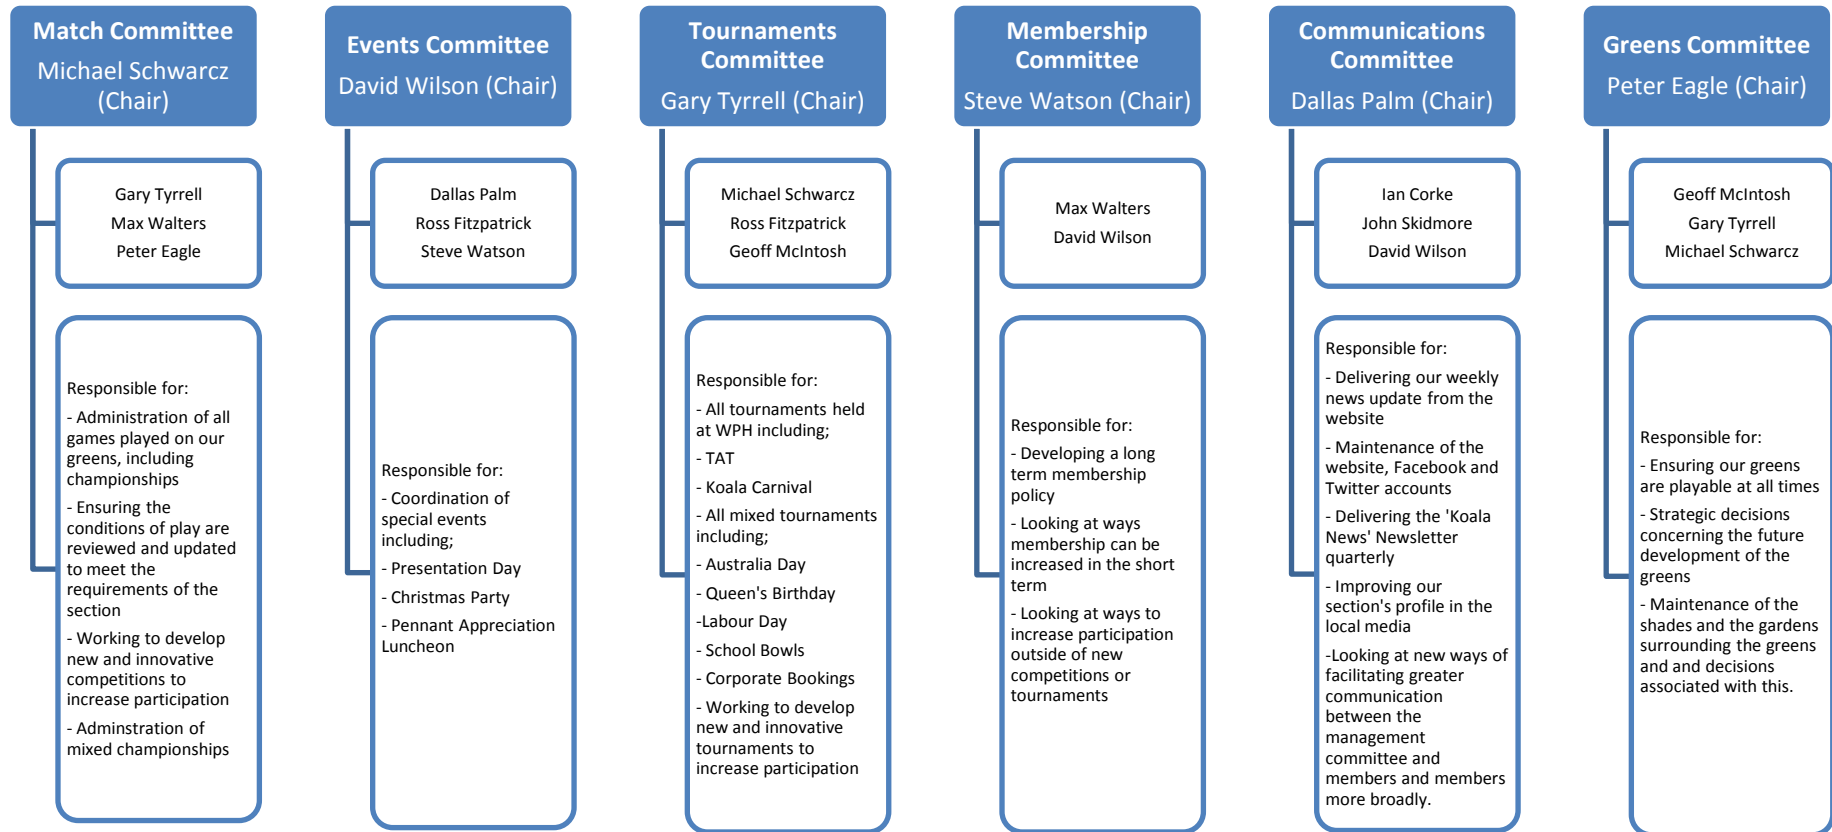 Match Committee
Michael Schwarcz
(Chair)
Gary Tyrrell
Max Walters
Peter Eagle
Responsible for:
- Administration of all
games played on our
greens, including
championships
- Ensuring the
conditions of play are
reviewed and updated
to meet the
requirements of the
section
- Working to develop
new and innovative
competitions to
increase participation
- Adminstration of
mixed championships
Events Committee
David Wilson (Chair)
Dallas Palm
Ross Fitzpatrick
Steve Watson
Responsible for:
- Coordination of
special events
including;
- Presentation Day
- Christmas Party
- Pennant Appreciation
Luncheon
Tournaments
Committee
Gary Tyrrell (Chair)
Michael Schwarcz
Ross Fitzpatrick
Geoff McIntosh
Responsible for:
- All tournaments held
at WPH including;
- TAT
- Koala Carnival
- All mixed tournaments
including;
- Australia Day
- Queen's Birthday
-Labour Day
- School Bowls
- Corporate Bookings
- Working to develop
new and innovative
tournaments to
increase participation
Membership
Committee
Steve Watson (Chair)
Max Walters
David Wilson
Responsible for:
- Developing a long
term membership
policy
- Looking at ways
membership can be
increased in the short
term
- Looking at ways to
increase participation
outside of new
competitions or
tournaments
Communications
Committee
Dallas Palm (Chair)
Ian Corke
John Skidmore
David Wilson
Responsible for:
- Delivering our weekly
news update from the
website
- Maintenance of the
website, Facebook and
Twitter accounts
- Delivering the 'Koala
News' Newsletter
quarterly
- Improving our
section's profile in the
local media
-Looking at new ways of
facilitating greater
communication
between the
management
committee and
members and members
more broadly.
Greens Committee
Peter Eagle (Chair)
Geoff McIntosh
Gary Tyrrell
Michael Schwarcz
Responsible for:
- Ensuring our greens
are playable at all times
- Strategic decisions
concerning the future
development of the
greens
- Maintenance of the
shades and the gardens
surrounding the greens
and and decisions
associated with this.